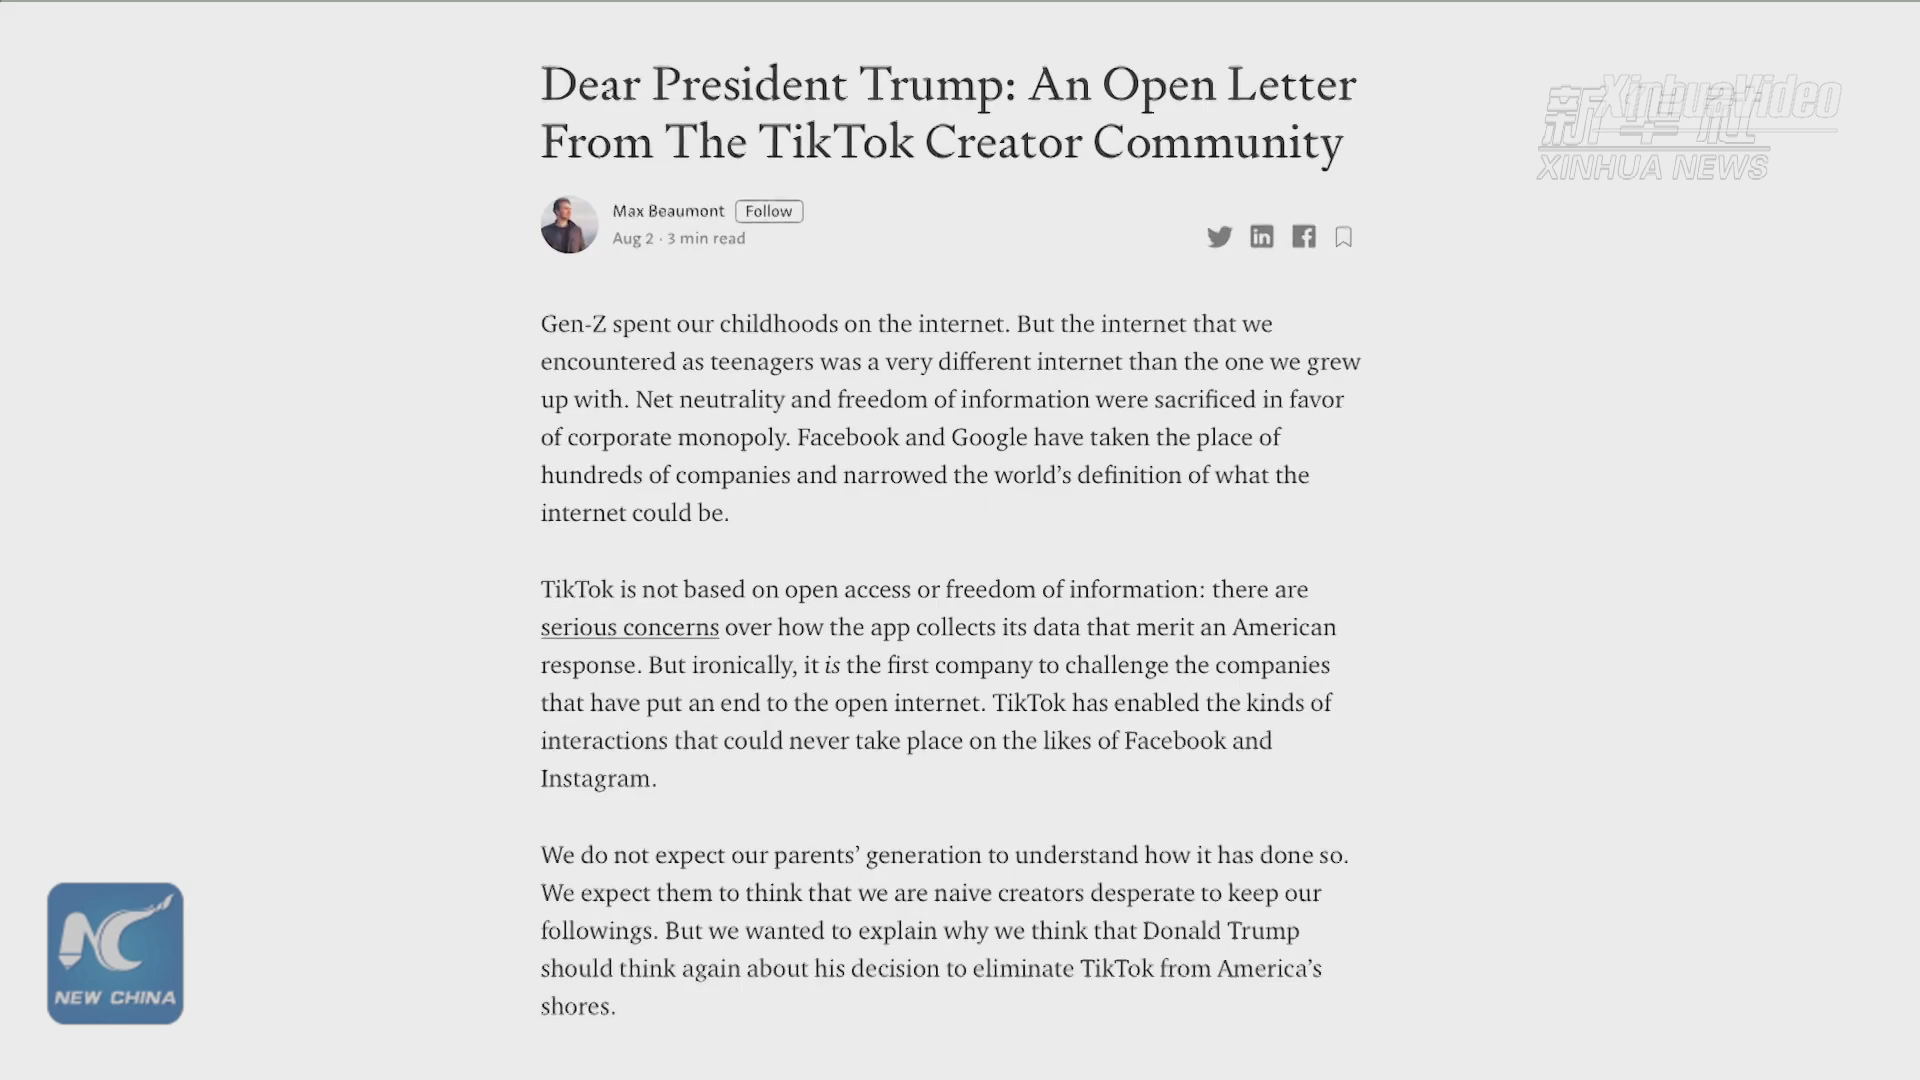 Dear President Trump: An Open Letter
From The TikTok Creator Community
XinhuaVideo
新华社
XINHUA NEWS
Max Beaumont Follow
Aug 2 · 3 min read
Gen-Z spent our childhoods on the internet. But the internet that we
encountered as teenagers was a very different internet than the one we grew
up with. Net neutrality and freedom of information were sacrificed in favor
of corporate monopoly. Facebook and Google have taken the place of
hundreds of companies and narrowed the world’s definition of what the
internet could be.
TikTok is not based on open access or freedom of information: there are
serious concerns over how the app collects its data that merit an American
response. But ironically, it is the first company to challenge the companies
that have put an end to the open internet. TikTok has enabled the kinds of
interactions that could never take place on the likes of Facebook and
Instagram.
We do not expect our parents’ generation to understand how it has done so.
We expect them to think that we are naive creators desperate to keep our
followings. But we wanted to explain why we think that Donald Trump
should think again about his decision to eliminate TikTok from America’s
shores.
NC
NEW CHINA